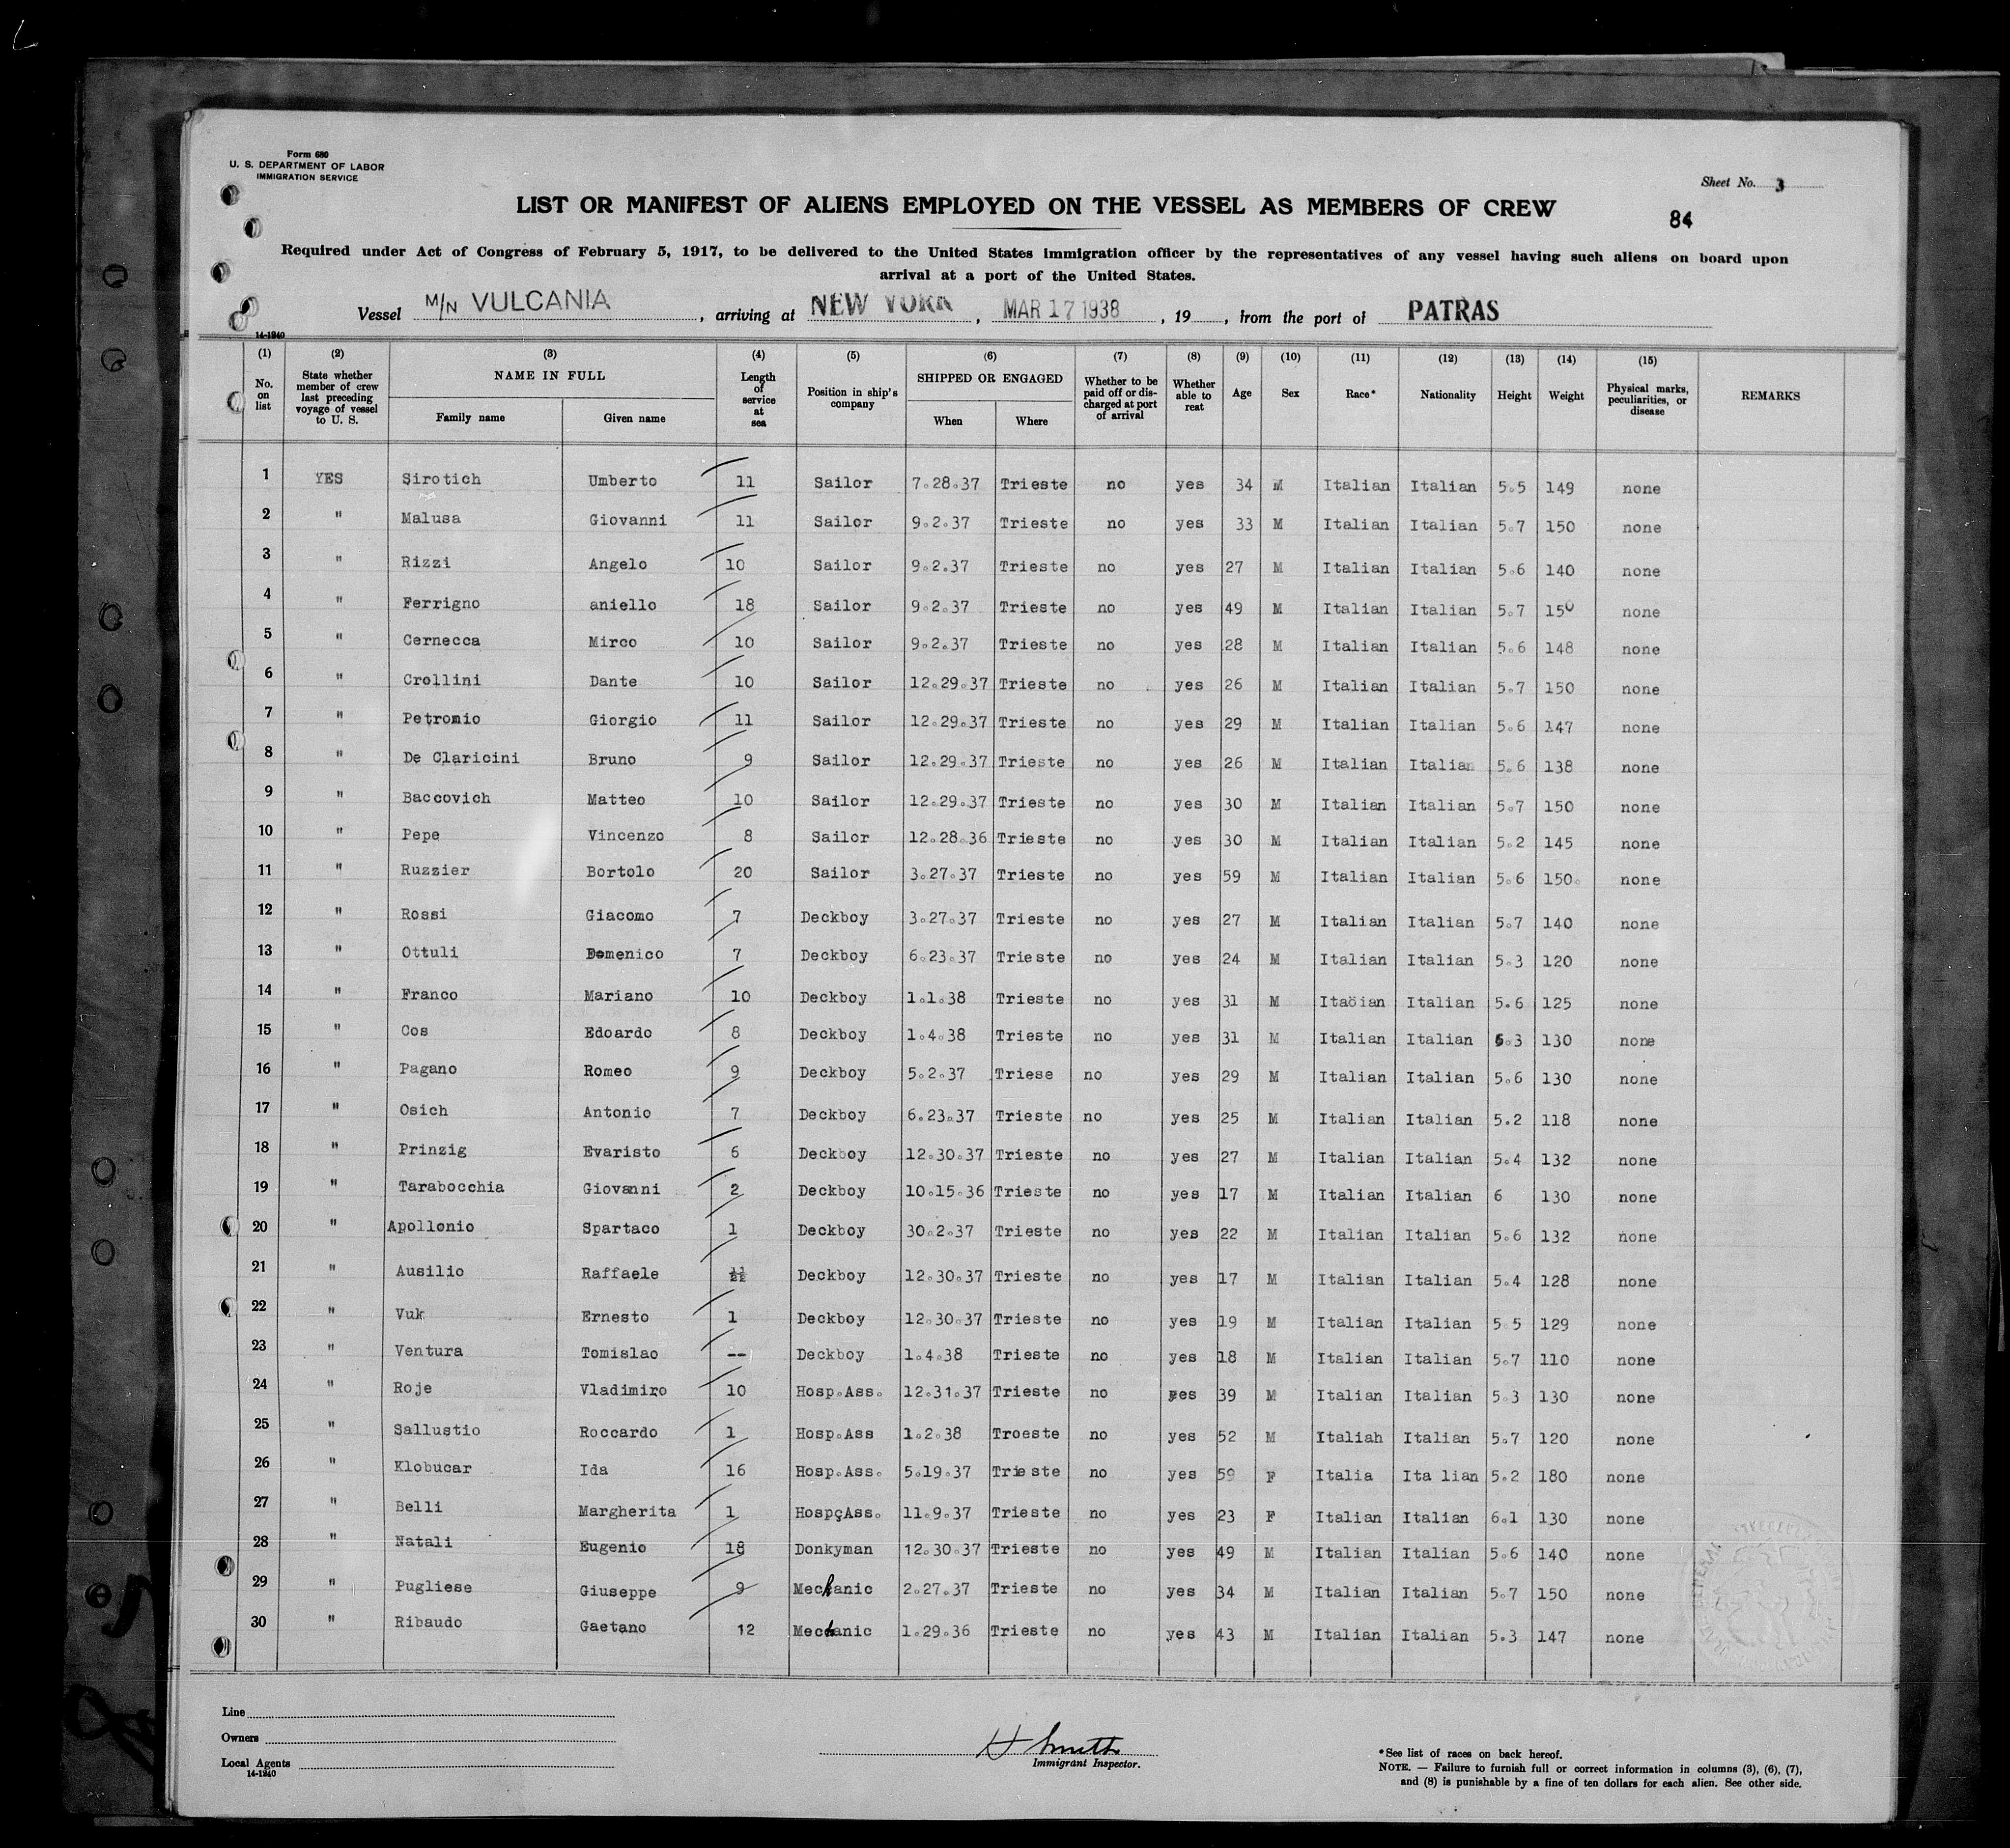 Form 680
U. S. DEPARTMENT OF LABOR
IMMIGRATION SERVICE
Sheet No. 3
LIST OR MANIFEST OF ALIENS EMPLOYED ON THE VESSEL AS MEMBERS OF CREW
84
Required under Act of Congress of February 5, 1917, to be delivered to the United States immigration officer by the representatives of any vessel having such aliens on board upon
arrival at a port of the United States.
Vessel M/N VULCANIA, arriving at NEW YORK, MAR 17 1938, 19, from the port of PATRAS
14-1240
(1) (2) (3) (4) (5) (6) (7) (8) (9) (10) (11) (12) (13) (14) (15)
No. on list | State whether member of crew last preceding voyage of vessel to U. S. | NAME IN FULL | Family name | Given name | Length of service at sea | Position in ship's company | SHIPPED OR ENGAGED | When | Where | Whether to be paid off or discharged at port of arrival | Whether able to reat | Age | Sex | Race* | Nationality | Height | Weight | Physical marks, peculiarities, or disease | REMARKS
1 YES Sirotich Umberto 11 Sailor 7.28.37 Trieste no yes 34 M Italian Italian 5.5 149 none
2 " Malusa Giovanni 11 Sailor 9.2.37 Trieste no yes 33 M Italian Italian 5.7 150 none
3 " Rizzi Angelo 10 Sailor 9.2.37 Trieste no yes 27 M Italian Italian 5.6 140 none
4 " Ferrigno aniello 18 Sailor 9.2.37 Trieste no yes 49 M Italian Italian 5.7 150 none
5 " Cernecca Mirco 10 Sailor 9.2.37 Trieste no yes 28 M Italian Italian 5.6 148 none
6 " Crollini Dante 10 Sailor 12.29.37 Trieste no yes 26 M Italian Italian 5.7 150 none
7 " Petronio Giorgio 11 Sailor 12.29.37 Trieste no yes 29 M Italian Italian 5.6 147 none
8 " De Claricini Bruno 9 Sailor 12.29.37 Trieste no yes 26 M Italian Italian 5.6 138 none
9 " Baccovich Matteo 10 Sailor 12.29.37 Trieste no yes 30 M Italian Italian 5.7 150 none
10 " Pepe Vincenzo 8 Sailor 12.28.36 Trieste no yes 30 M Italian Italian 5.2 145 none
11 " Ruzzier Bortolo 20 Sailor 3.27.37 Trieste no yes 59 M Italian Italian 5.6 150. none
12 " Rossi Giacomo 7 Deckboy 3.27.37 Trieste no yes 27 M Italian Italian 5.7 140 none
13 " Ottuli Domenico 7 Deckboy 6.23.37 Trieste no yes 24 M Italian Italian 5.3 120 none
14 " Franco Mariano 10 Deckboy 1.1.38 Trieste no yes 31 M Itaöian Italian 5.6 125 none
15 " Cos Edoardo 8 Deckboy 1.4.38 Trieste no yes 31 M Italian Italian 5.3 130 none
16 " Pagano Romeo 9 Deckboy 5.2.37 Triese no yes 29 M Italian Italian 5.6 130 none
17 " Osich Antonio 7 Deckboy 6.23.37 Trieste no yes 25 M Italian Italian 5.2 118 none
18 " Prinzig Evaristo 6 Deckboy 12.30.37 Trieste no yes 27 M Italian Italian 5.4 132 none
19 " Tarabocchia Giovanni 2 Deckboy 10.15.36 Trieste no yes 17 M Italian Italian 6 130 none
20 " Apollonio Spartaco 1 Deckboy 30.2.37 Trieste no yes 22 M Italian Italian 5.6 132 none
21 " Ausilio Raffaele Deckboy 12.30.37 Trieste no yes 17 M Italian Italian 5.4 128 none
22 " Vuk Ernesto 1 Deckboy 12.30.37 Trieste no yes 19 M Italian Italian 5.5 129 none
23 " Ventura Tomislao -- Deckboy 1.4.38 Trieste no yes 18 M Italian Italian 5.7 110 none
24 " Roje Vladimiro 10 Hosp.Ass. 12.31.37 Trieste no yes 39 M Italian Italian 5.3 130 none
25 " Sallustio Roccardo 1 Hosp.Ass 1.2.38 Troeste no yes 52 M Italiah Italian 5.7 120 none
26 " Klobucar Ida 16 Hosp.Ass. 5.19.37 Trieste no yes 59 F Italia Ita lian 5.2 180 none
27 " Belli Margherita 1 HospçAss. 11.9.37 Trieste no yes 23 F Italian Italian 6.1 130 none
28 " Natali Eugenio 18 Donkyman 12.30.37 Trieste no yes 49 M Italian Italian 5.6 140 none
29 " Pugliese Giuseppe 9 Mechanic 2.27.37 Trieste no yes 34 M Italian Italian 5.7 150 none
30 " Ribaudo Gaetano 12 Mechanic 1.29.36 Trieste no yes 43 M Italian Italian 5.3 147 none
Line
Owners
Local Agents
14-1240
H Smith
Immigrant Inspector.
*See list of races on back hereof.
NOTE. — Failure to furnish full or correct information in columns (3), (6), (7),
and (8) is punishable by a fine of ten dollars for each alien. See other side.